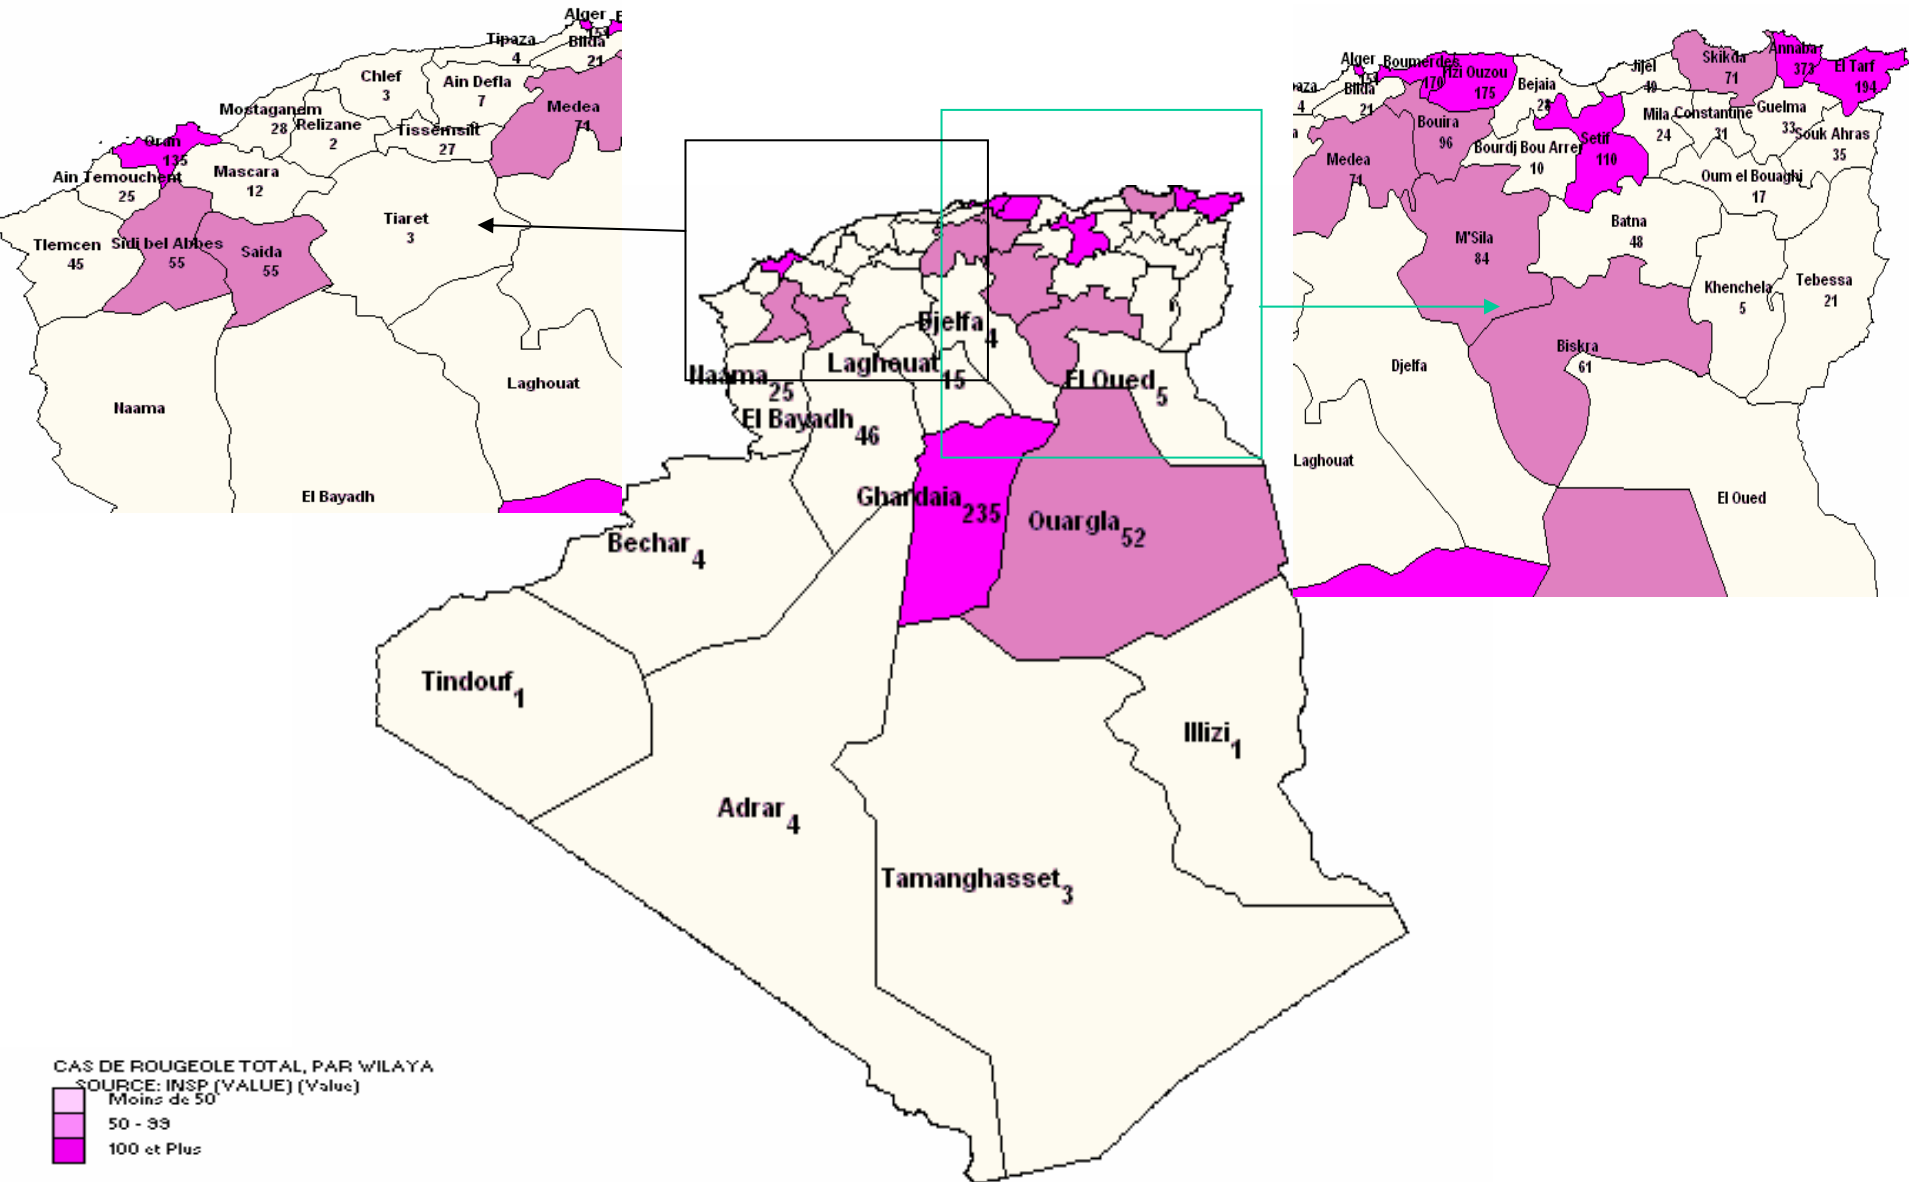 Alger
151
Tipaza
4
Blida
21
Chlef
3
Ain Defla
7
Medea
71
Mostaganem
28
Relizane
2
Tissemsilt
27
Oran
135
Mascara
12
Ain Temouchent
25
Tiaret
3
Tlemcen
45
Sidi bel Abbes
55
Saida
55
Naama
Laghouat
El Bayadh
Alger
151
Boumerdes
170
Tizi Ouzou
175
Bejaia
Jijel
Skikda
71
Annaba
373
El Tarf
194
aza
4
Blida
21
Bouira
96
Setif
110
Mila
24
Constantine
31
Guelma
33
Souk Ahras
35
Medea
71
Bourdj Bou Arrer
10
Oum el Bouaghi
17
M'Sila
84
Batna
48
Khenchela
5
Tebessa
21
Biskra
61
Djelfa
Laghouat
El Oued
Djelfa
4
Laghouat
15
Naama
25
El Oued
5
El Bayadh
46
Ghardaia
235
Ouargla
52
Bechar
4
Tindouf
1
Illizi
1
Adrar
4
Tamanghasset
3
CAS DE ROUGEOLE TOTAL, PAR WILAYA
SOURCE: INSP (VALUE) (Value)
Moins de 50
50 - 99
100 et Plus